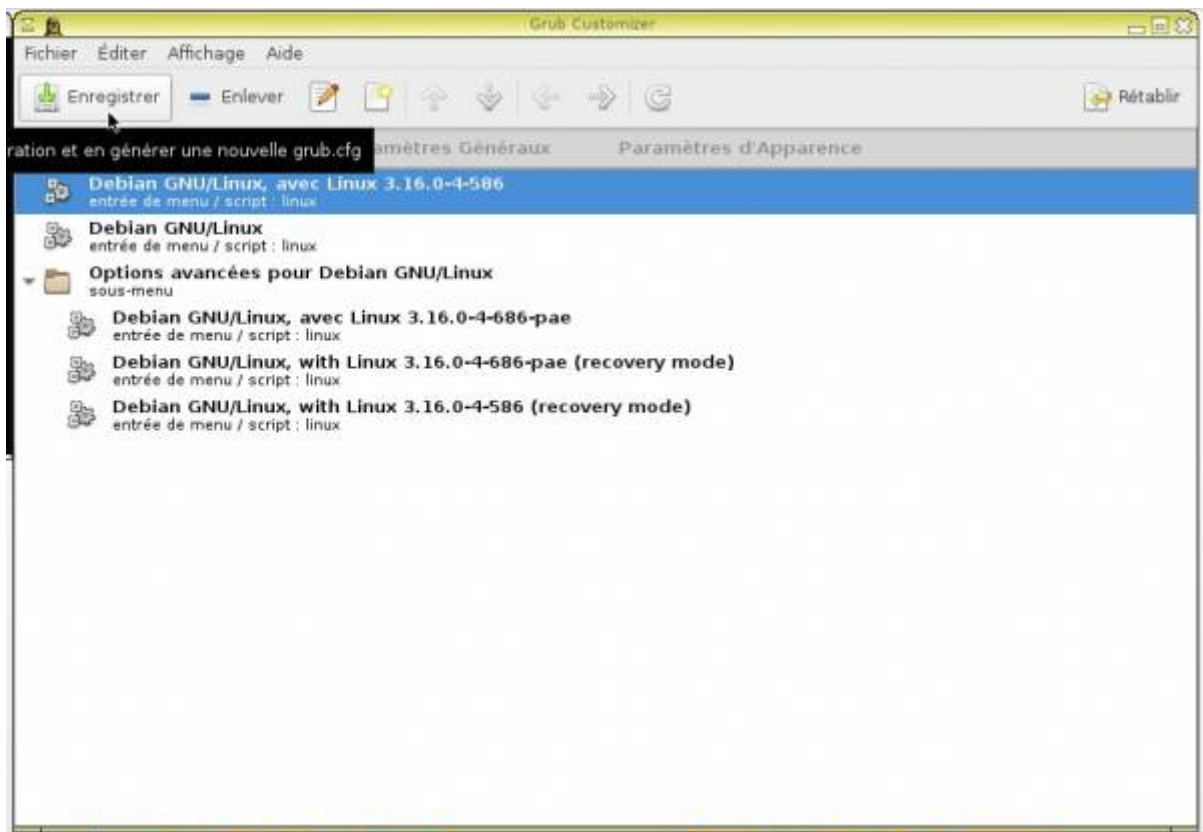 Grub Customizer
Fichier Éditer Affichage Aide
Enregistrer Enlever Rétablir
ration et en générer une nouvelle grub.cfg amètres Généraux Paramètres d'Apparence
Debian GNU/Linux, avec Linux 3.16.0-4-586
entrée de menu / script : linux
Debian GNU/Linux
entrée de menu / script : linux
Options avancées pour Debian GNU/Linux
sous-menu
Debian GNU/Linux, avec Linux 3.16.0-4-686-pae
entrée de menu / script : linux
Debian GNU/Linux, with Linux 3.16.0-4-686-pae (recovery mode)
entrée de menu / script : linux
Debian GNU/Linux, with Linux 3.16.0-4-586 (recovery mode)
entrée de menu / script : linux